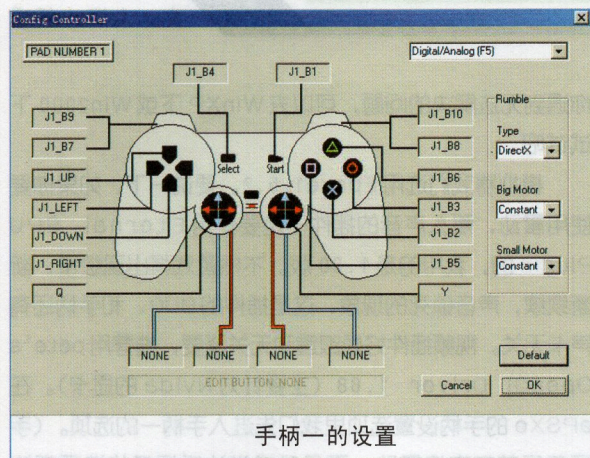 Config Controller
PAD NUMBER 1
Digital/Analog (F5)
J1_B4
J1_B1
J1_B9
J1_B7
J1_UP
J1_LEFT
J1_DOWN
J1_RIGHT
Q
Select
Start
J1_B10
J1_B8
J1_B6
J1_B3
J1_B2
J1_B5
Y
Rumble
Type
DirectX
Big Motor
Constant
Small Motor
Constant
NONE
NONE
NONE
NONE
EDIT BUTTON: NONE
Default
Cancel
OK
手柄一的设置